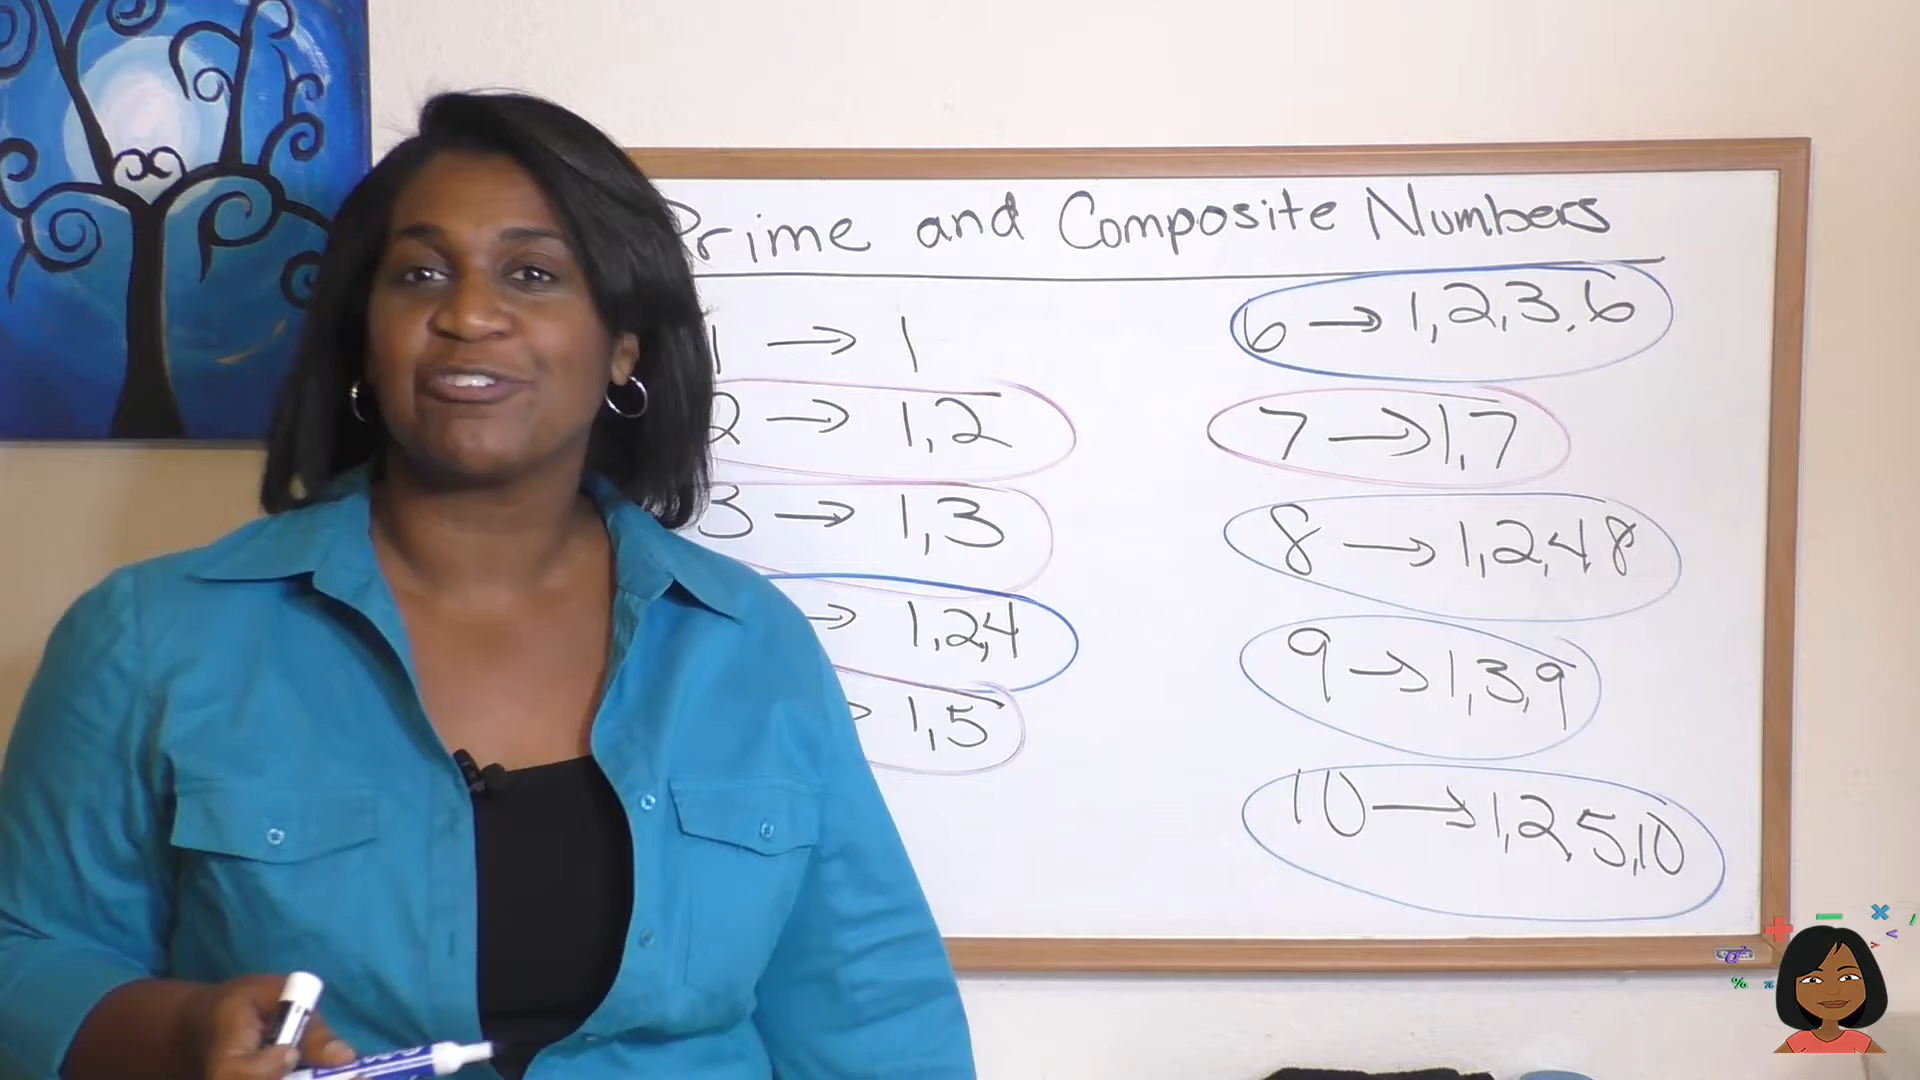 Prime and Composite Numbers
1 → 1
2 → 1,2
3 → 1,3
→ 1,2,4
→ 1,5
6 → 1,2,3,6
7 → 1,7
8 → 1,2,4 8
9 → 1,3,9
10 → 1,2 5,10